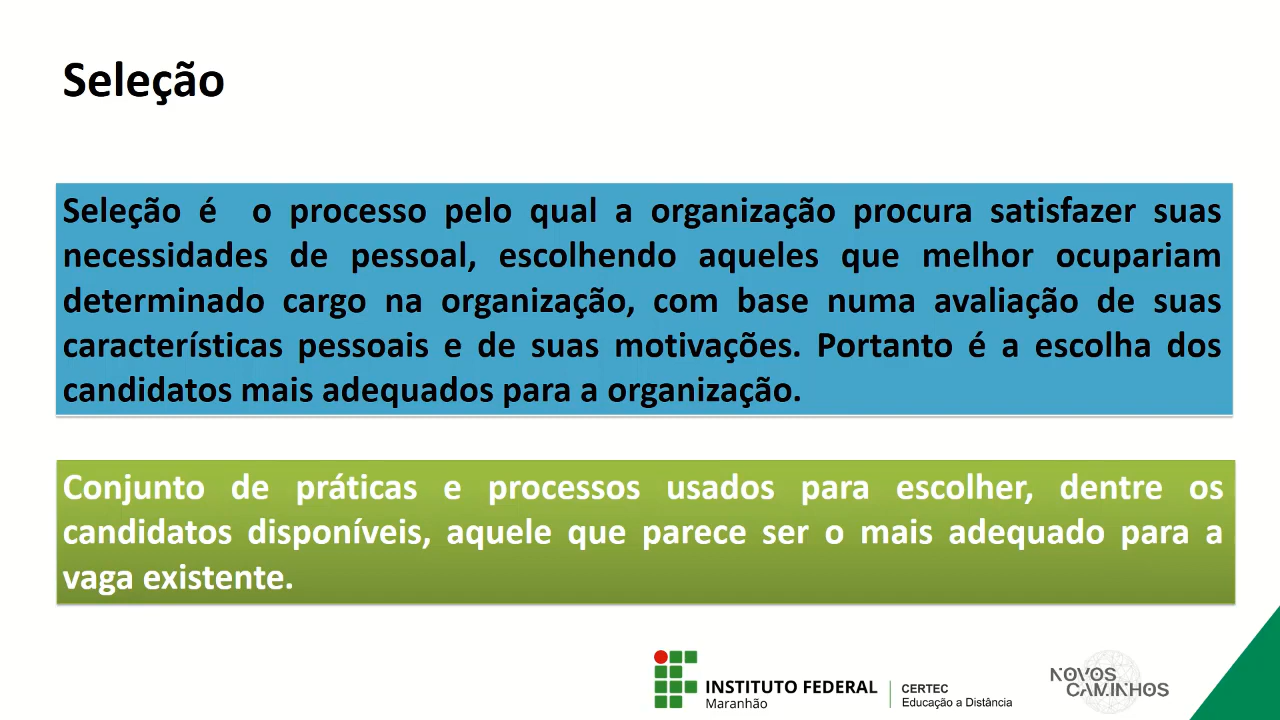 Seleção
Seleção é o processo pelo qual a organização procura satisfazer suas
necessidades de pessoal, escolhendo aqueles que melhor ocupariam
determinado cargo na organização, com base numa avaliação de suas
características pessoais e de suas motivações. Portanto é a escolha dos
candidatos mais adequados para a organização.
Conjunto de práticas e processos usados para escolher, dentre os
candidatos disponíveis, aquele que parece ser o mais adequado para a
vaga existente.
INSTITUTO FEDERAL
Maranhão
CERTEC
Educação a Distância
NOVOS
CAMINHOS